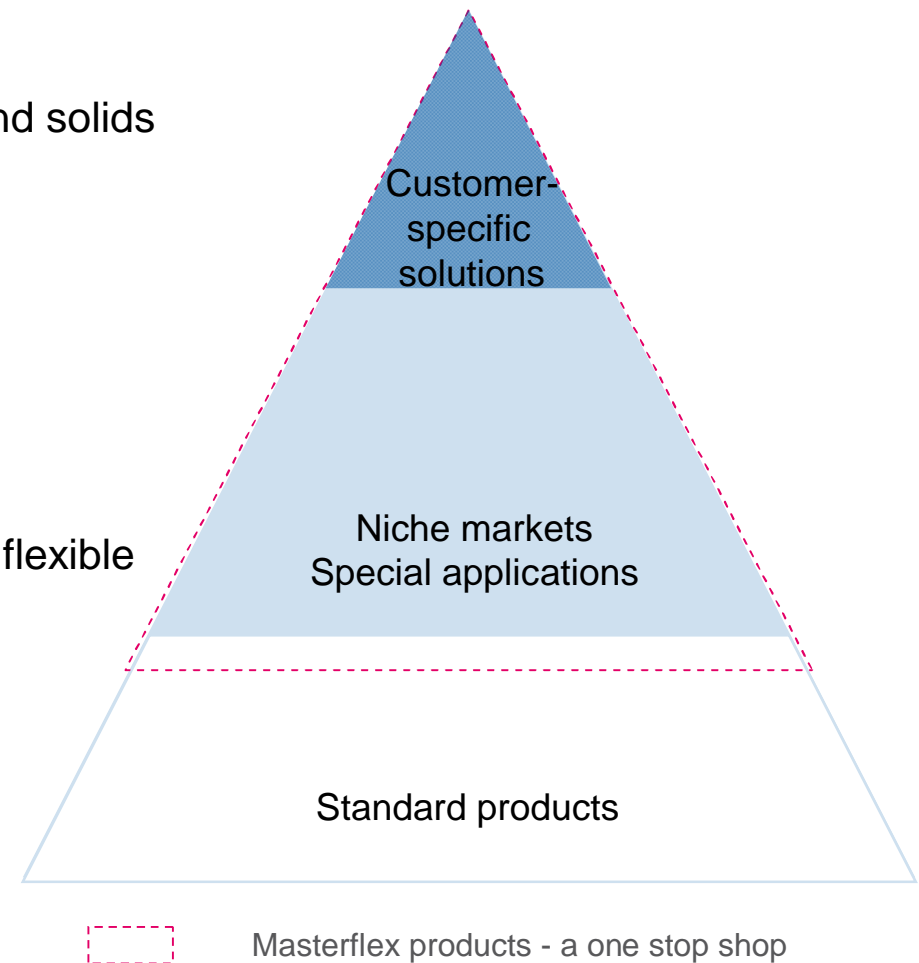 nd solids
Customer-
specific
solutions
flexible
Niche markets
Special applications
Standard products
Masterflex products - a one stop shop